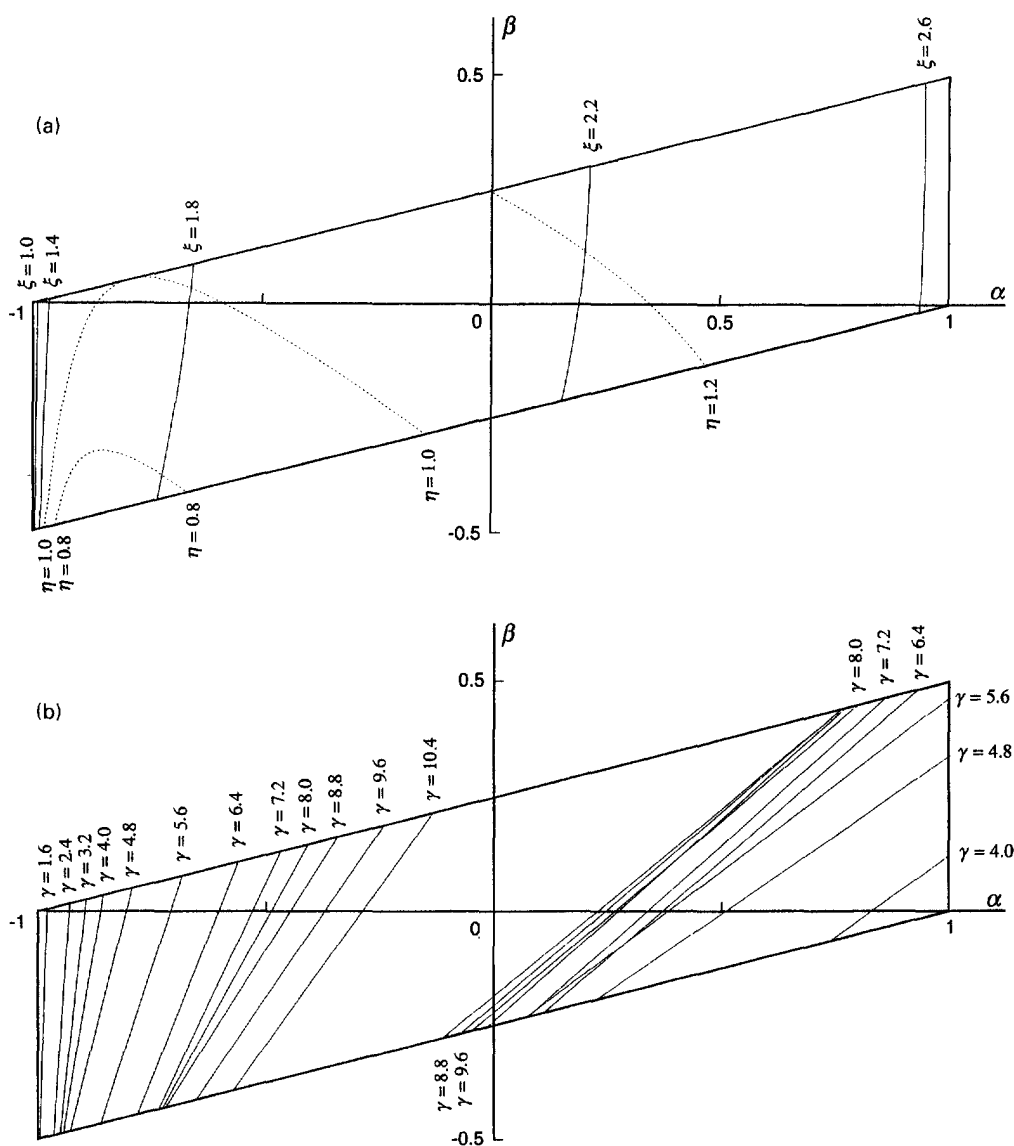 (a)
β
0.5
ξ = 2.6
ξ = 2.2
ξ = 1.8
ξ = 1.0
ξ = 1.4
-1
0
0.5
1
α
η = 1.2
η = 1.0
η = 0.8
-0.5
η = 1.0
η = 0.8
(b)
β
0.5
γ = 8.0
γ = 7.2
γ = 6.4
γ = 5.6
γ = 4.8
γ = 4.0
γ = 1.6
γ = 2.4
γ = 3.2
γ = 4.0
γ = 4.8
γ = 5.6
γ = 6.4
γ = 7.2
γ = 8.0
γ = 8.8
γ = 9.6
γ = 10.4
-1
0
1
α
γ = 8.8
γ = 9.6
-0.5